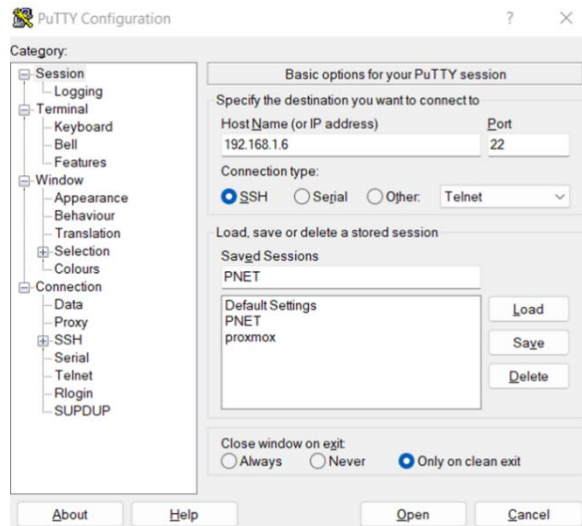 PuTTY Configuration
Category:
Session
Logging
Terminal
Keyboard
Bell
Features
Window
Appearance
Behaviour
Translation
Selection
Colours
Connection
Data
Proxy
SSH
Serial
Telnet
Rlogin
SUPDUP
Basic options for your PuTTY session
Specify the destination you want to connect to
Host Name (or IP address) Port
192.168.1.6 22
Connection type:
SSH Serial Other: Telnet
Load, save or delete a stored session
Saved Sessions
PNET
Default Settings
PNET
proxmox
Load
Save
Delete
Close window on exit:
Always Never Only on clean exit
About Help Open Cancel